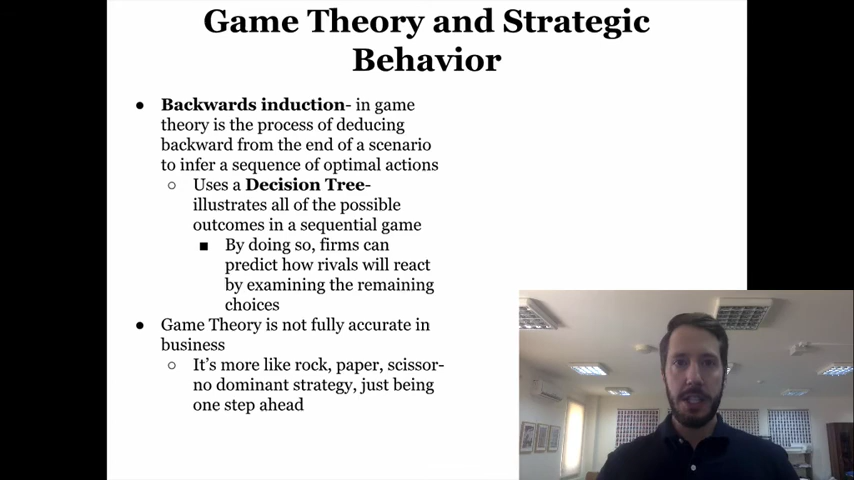 Game Theory and Strategic
Behavior
● Backwards induction- in game
theory is the process of deducing
backward from the end of a scenario
to infer a sequence of optimal actions
○ Uses a Decision Tree-
illustrates all of the possible
outcomes in a sequential game
■ By doing so, firms can
predict how rivals will react
by examining the remaining
choices
● Game Theory is not fully accurate in
business
○ It's more like rock, paper, scissor-
no dominant strategy, just being
one step ahead